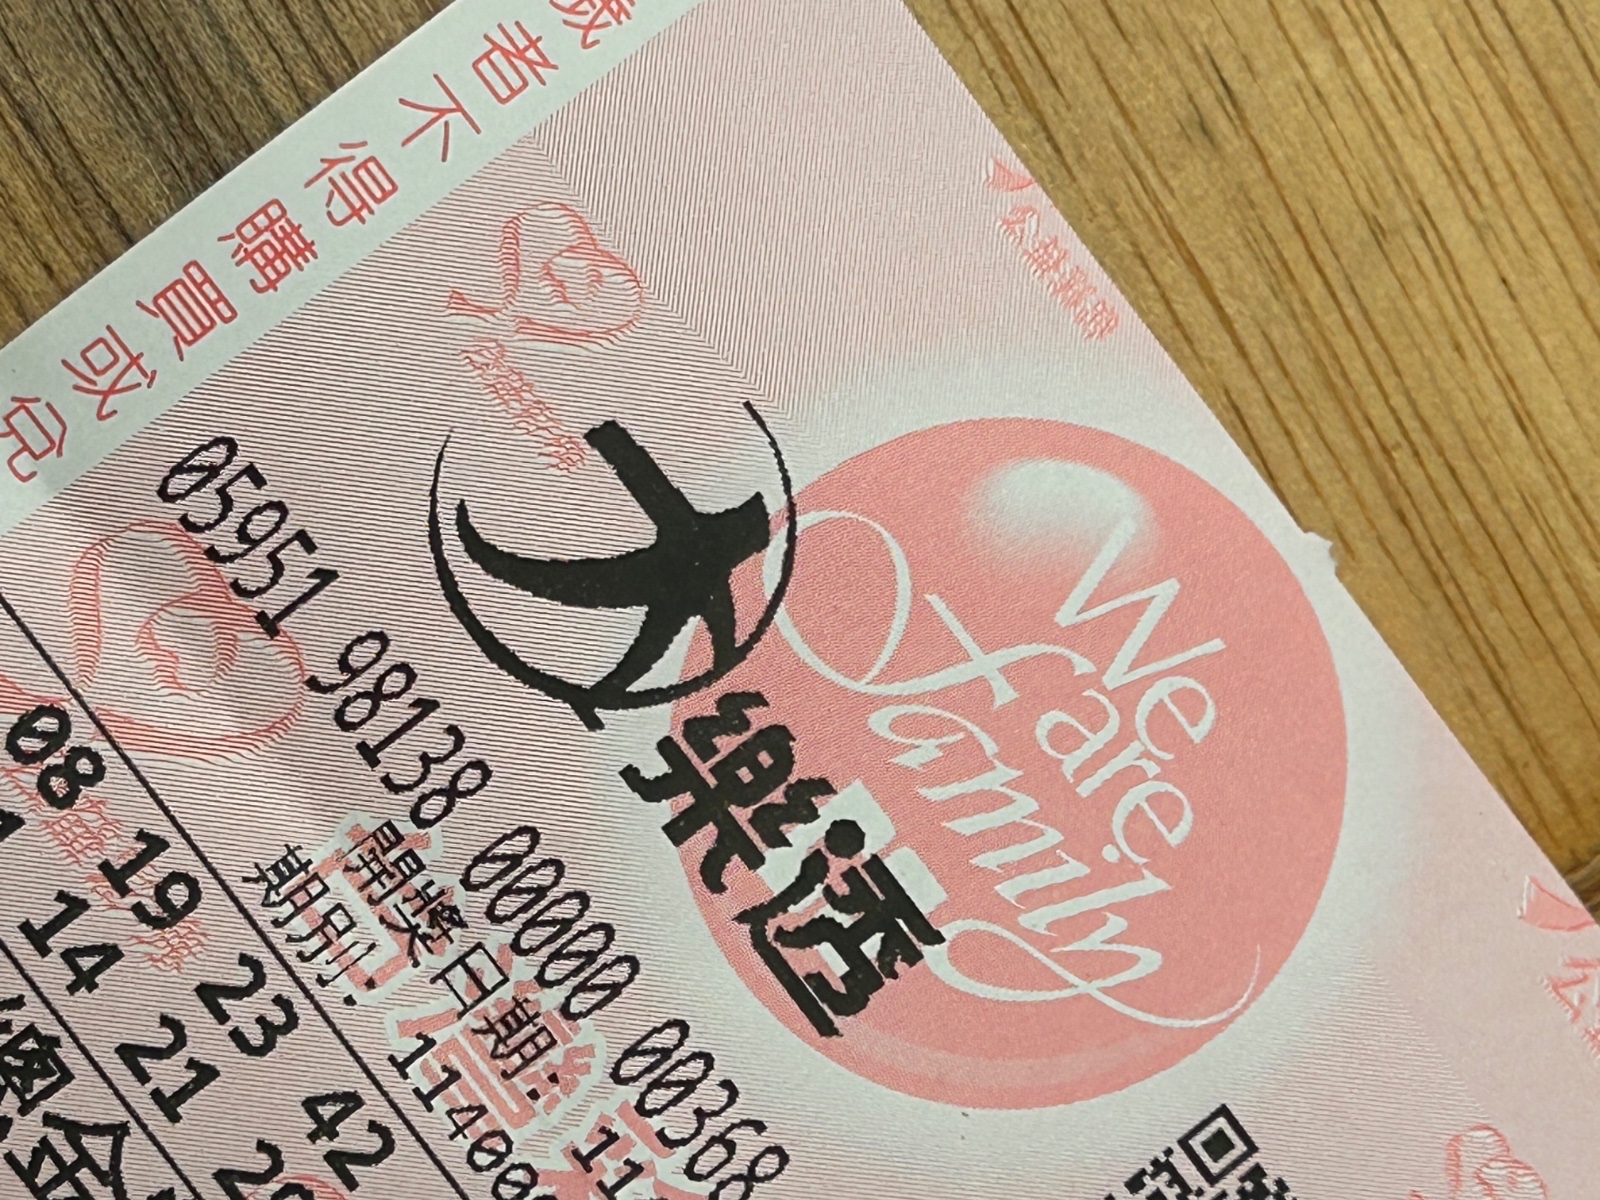 歲者不得購買或兌
大樂透
We are.
Family
05951 98138 00000 00368
開獎日期:
期別:
08 19 23 42
14 21